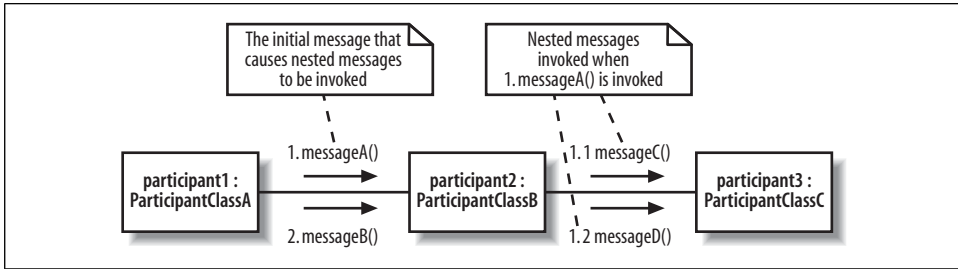 The initial message that
causes nested messages
to be invoked
Nested messages
invoked when
1. messageA() is invoked
1. messageA()
1. 1 messageC()
participant1 :
ParticipantClassA
participant2 :
ParticipantClassB
participant3 :
ParticipantClassC
2. messageB()
1. 2 messageD()